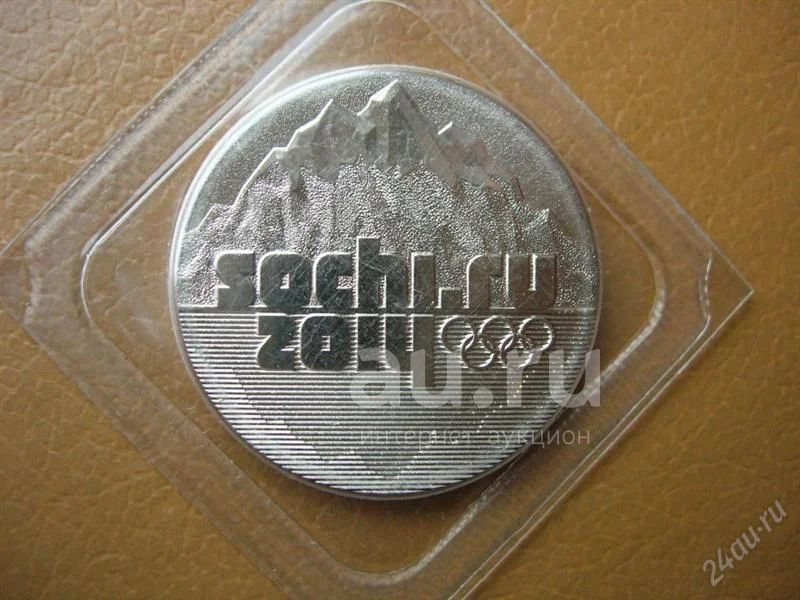 sochi.ru
2014
au.ru
интернет аукцион
24au.ru